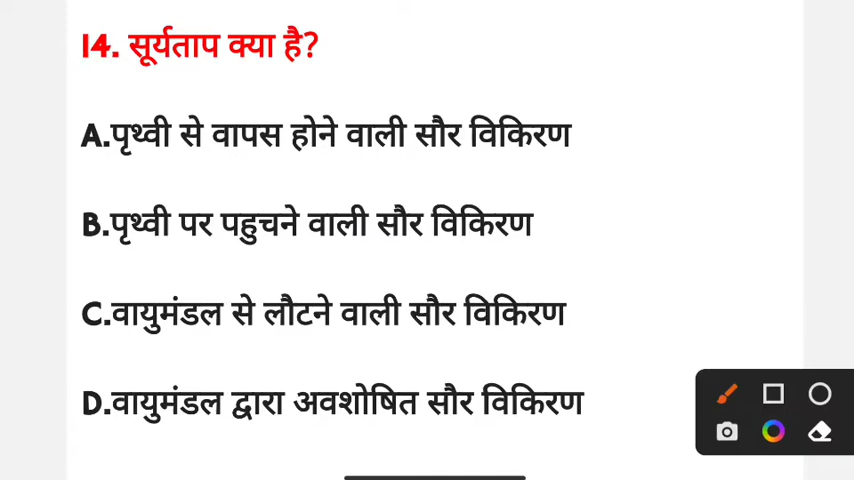 14. सूर्यताप क्या है?
A.पृथ्वी से वापस होने वाली सौर विकिरण
B.पृथ्वी पर पहुचने वाली सौर विकिरण
C.वायुमंडल से लौटने वाली सौर विकिरण
D.वायुमंडल द्वारा अवशोषित सौर विकिरण